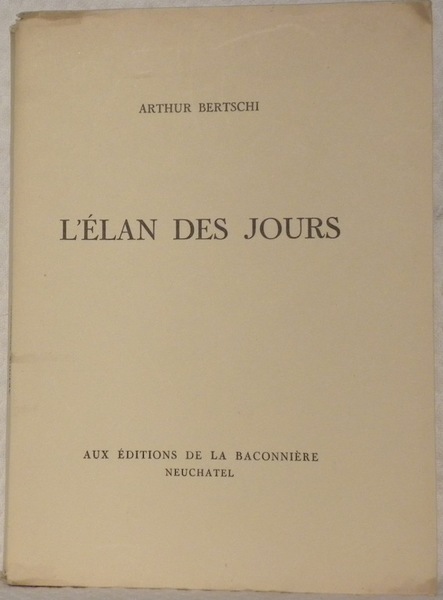 ARTHUR BERTSCHI
L'ÉLAN DES JOURS
AUX ÉDITIONS DE LA BACONNIÈRE
NEUCHATEL